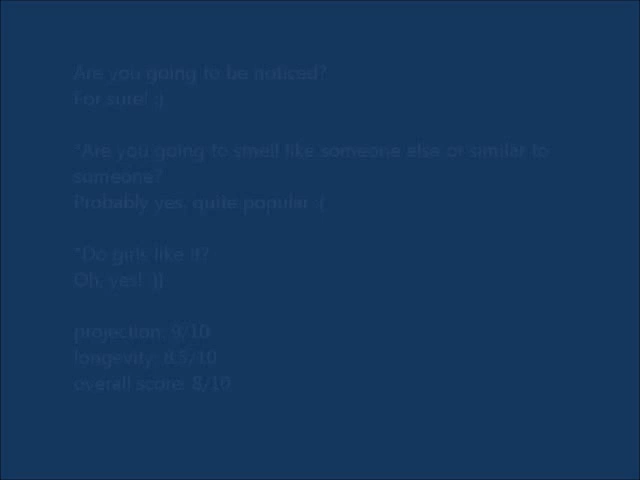 Are you going to be noticed?
For sure! :)
*Are you going to smell like someone else or similar to
someone?
Probably yes, quite popular :(
*Do girls like it?
Oh, yes! :))
projection: 9/10
longevity: 8.5/10
overall score: 8/10